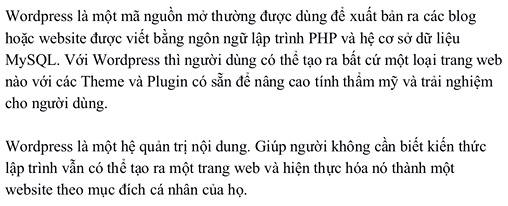 Wordpress là một mã nguồn mở thường được dùng để xuất bản ra các blog
hoặc website được viết bằng ngôn ngữ lập trình PHP và hệ cơ sở dữ liệu
MySQL. Với Wordpress thì người dùng có thể tạo ra bất cứ một loại trang web
nào với các Theme và Plugin có sẵn để nâng cao tính thẩm mỹ và trải nghiệm
cho người dùng.
Wordpress là một hệ quản trị nội dung. Giúp người không cần biết kiến thức
lập trình vẫn có thể tạo ra một trang web và hiện thực hóa nó thành một
website theo mục đích cá nhân của họ.